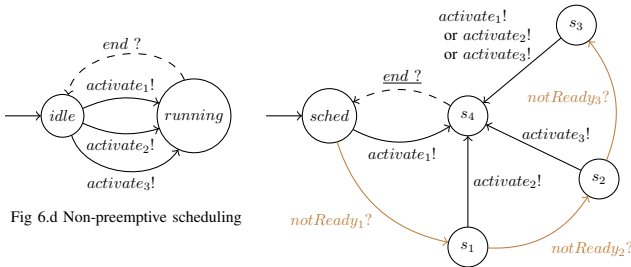 end ?
activate₁!
idle
running
activate₂!
activate₃!
Fig 6.d Non-preemptive scheduling
activate₁!
or activate₂!
or activate₃!
s₃
end ?
notReady₃?
sched
s₄
activate₃!
activate₁!
activate₂!
s₂
notReady₁?
s₁
notReady₂?